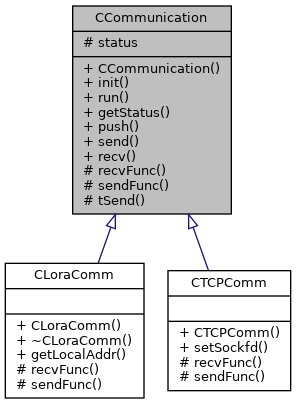 CCommunication
# status
+ CCommunication()
+ init()
+ run()
+ getStatus()
+ push()
+ send()
+ recv()
# recvFunc()
# sendFunc()
# tSend()
CLoraComm
+ CLoraComm()
+ ~CLoraComm()
+ getLocalAddr()
# recvFunc()
# sendFunc()
CTCPComm
+ CTCPComm()
+ setSockfd()
# recvFunc()
# sendFunc()